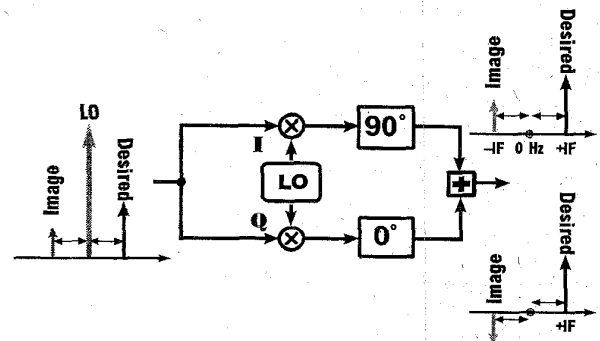 Image
LO
Desired
I
Q
90°
LO
0°
+
Image
Desired
-IF 0 Hz +IF
Image
Desired
+IF